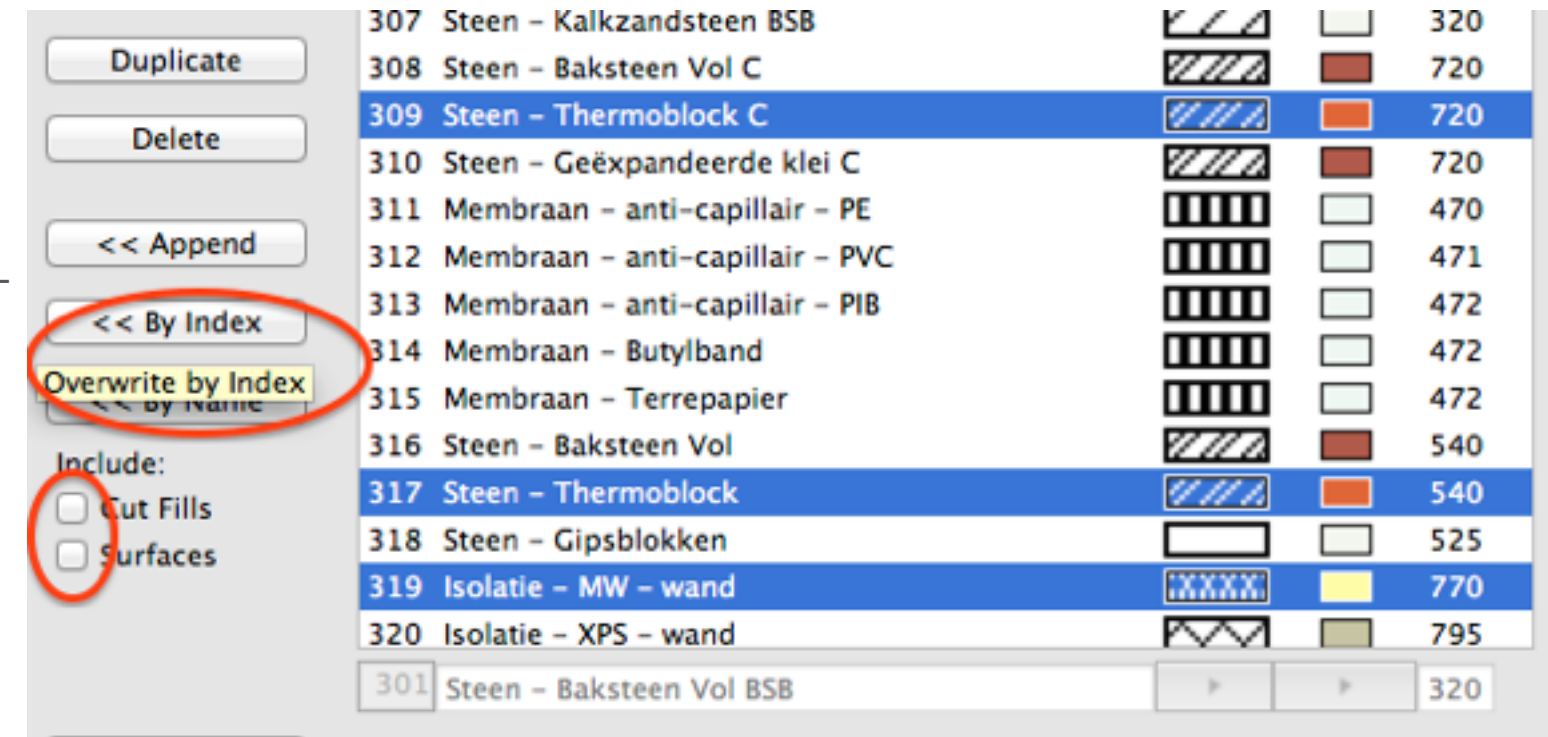 Duplicate
Delete
<< Append
<< By Index
Overwrite by Index
<< By Name
Include:
Cut Fills
Surfaces
307 Steen – Kalkzandsteen BSB 320
308 Steen – Baksteen Vol C 720
309 Steen – Thermoblock C 720
310 Steen – Geëxpandeerde klei C 720
311 Membraan – anti-capillair – PE 470
312 Membraan – anti-capillair – PVC 471
313 Membraan – anti-capillair – PIB 472
314 Membraan – Butylband 472
315 Membraan – Terrepapier 472
316 Steen – Baksteen Vol 540
317 Steen – Thermoblock 540
318 Steen – Gipsblokken 525
319 Isolatie – MW – wand 770
320 Isolatie – XPS – wand 795
301 Steen – Baksteen Vol BSB 320